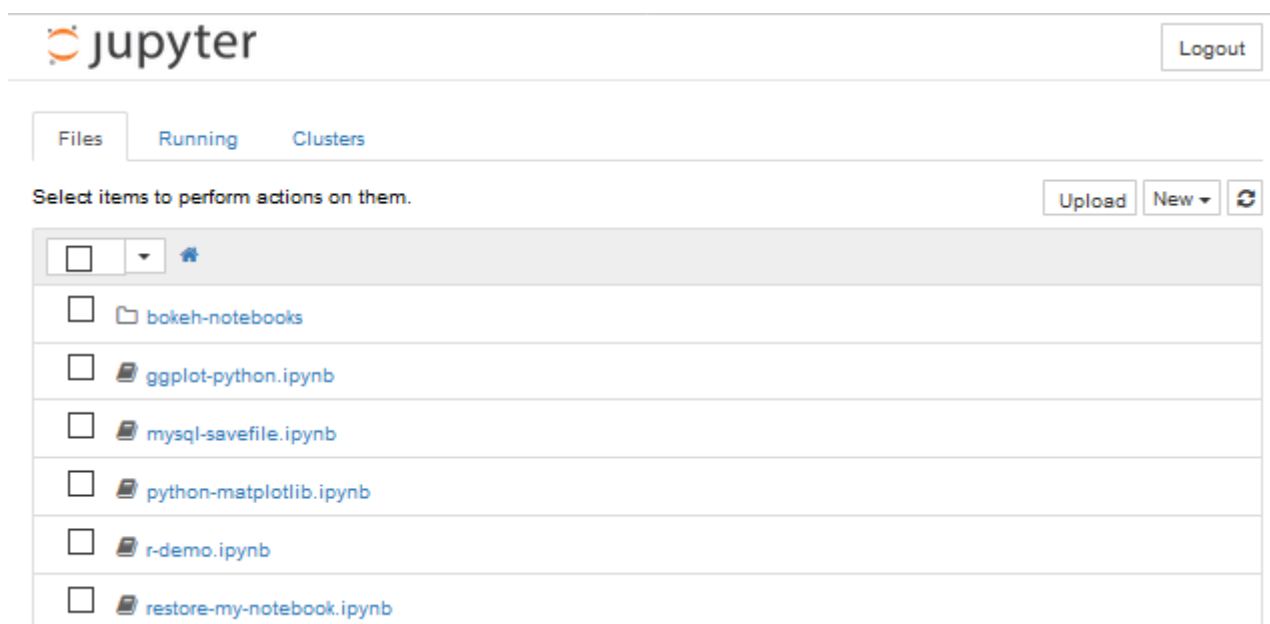 jupyter
Logout
Files Running Clusters
Select items to perform actions on them.
Upload New
bokeh-notebooks
ggplot-python.ipynb
mysql-savefile.ipynb
python-matplotlib.ipynb
r-demo.ipynb
restore-my-notebook.ipynb